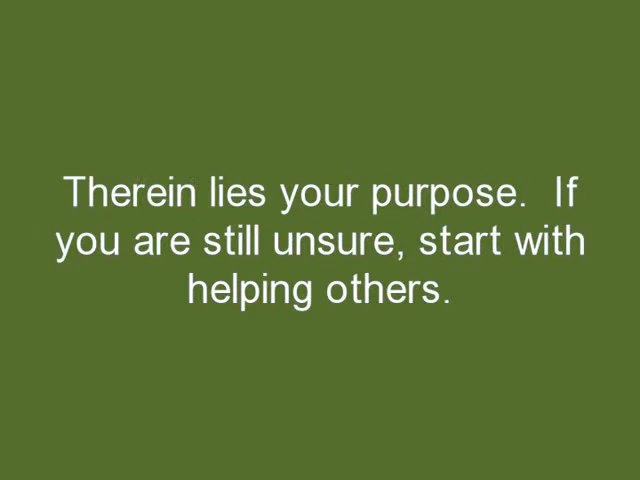 Therein lies your purpose.  If
you are still unsure, start with
helping others.